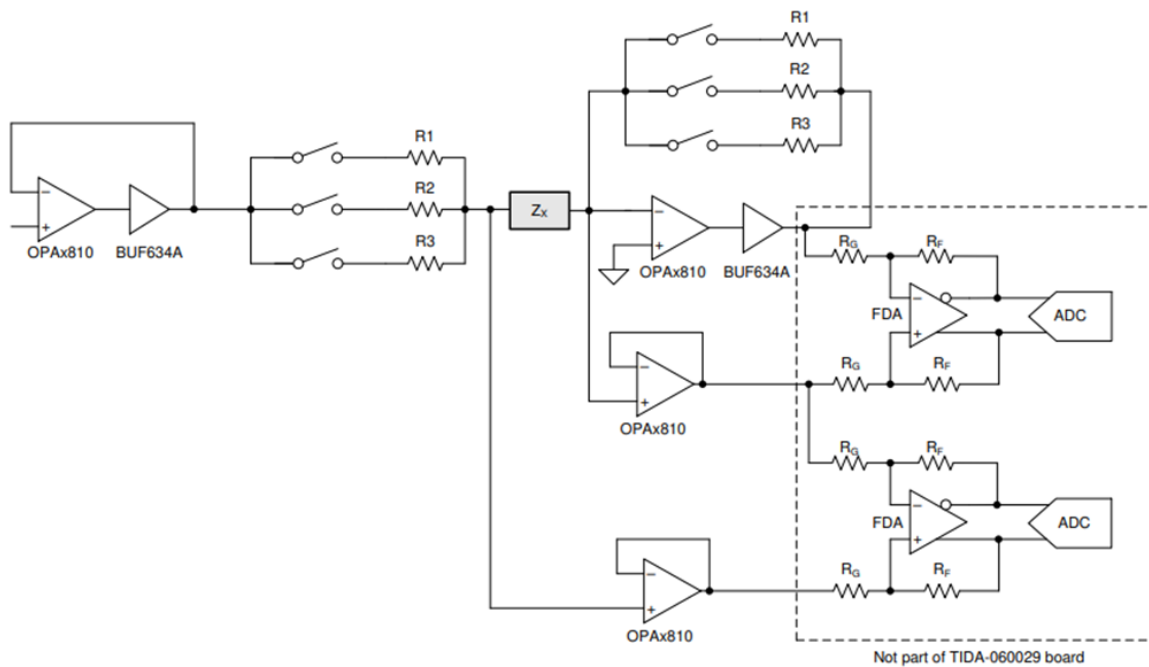 R1
R2
R3
R1
R2
R3
Zx
−
+
OPAx810
BUF634A
−
+
OPAx810
BUF634A
RG
RF
−
+
FDA
ADC
RG
RF
−
+
OPAx810
RG
RF
−
+
FDA
ADC
RG
RF
−
+
OPAx810
Not part of TIDA-060029 board